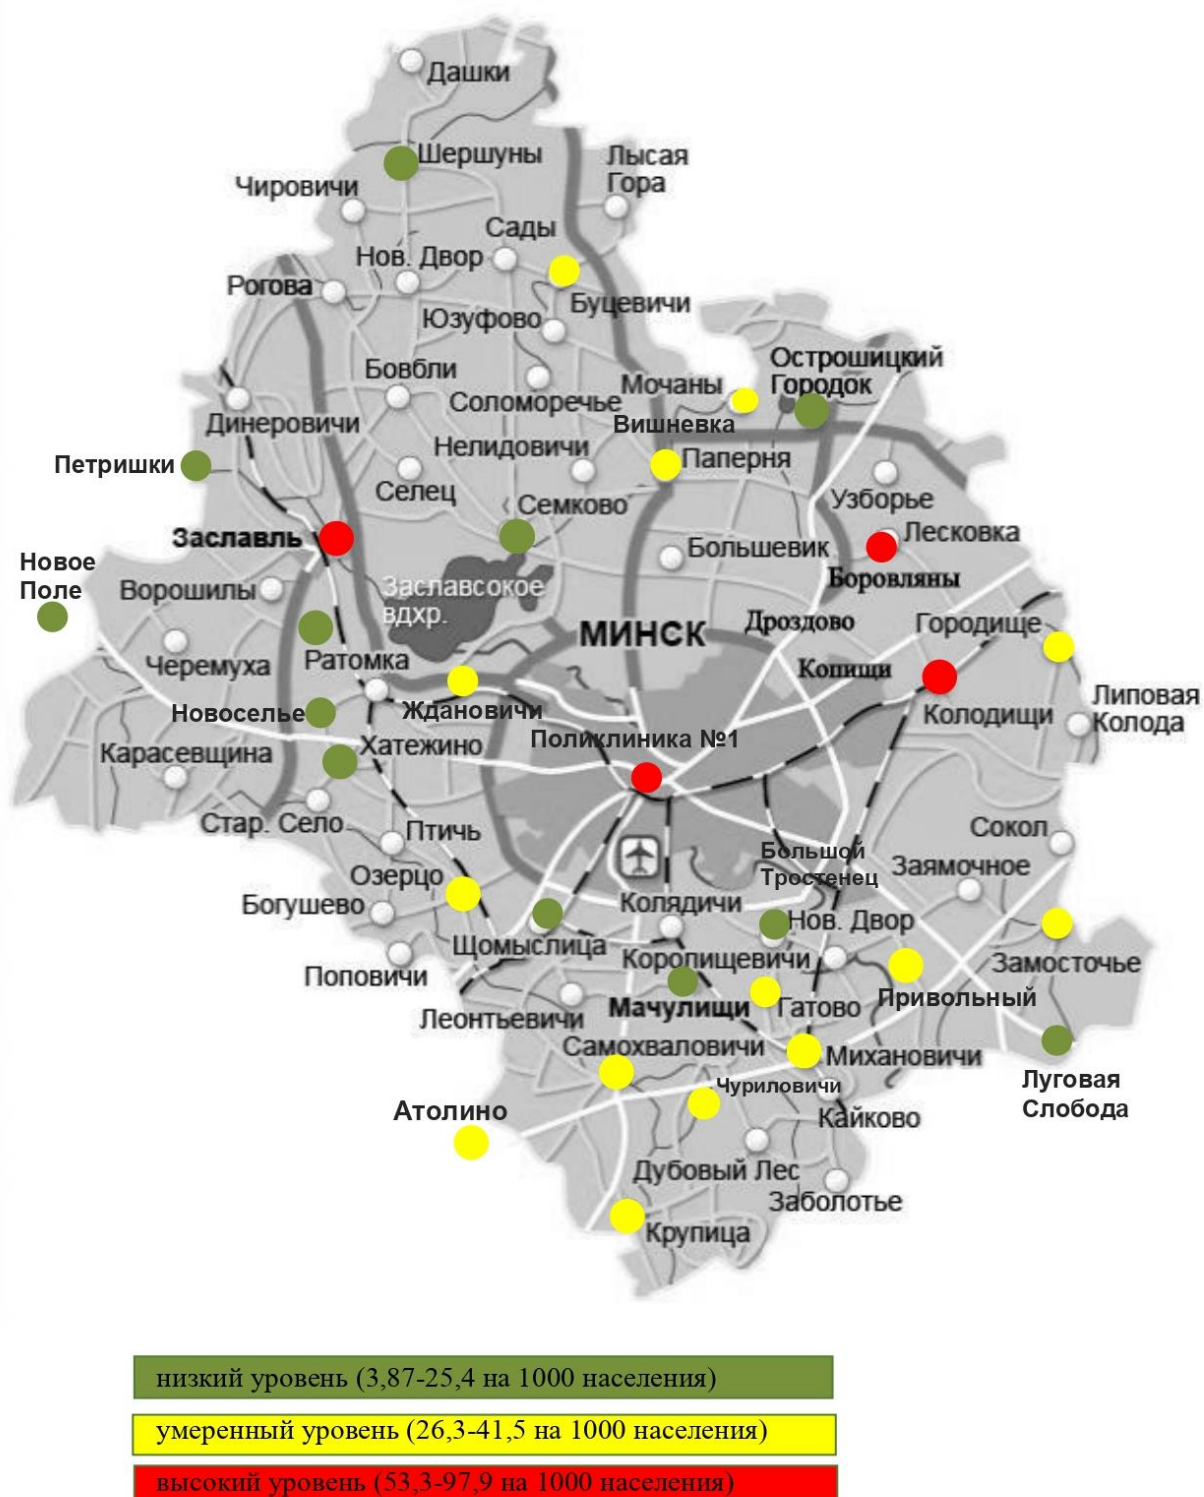 Дашки
Шершуны
Лысая
Гора
Чировичи
Сады
Нов. Двор
Рогова
Буцевичи
Юзуфово
Острошицкий
Городок
Бовбли
Мочаны
Соломоречье
Динеровичи
Вишневка
Нелидовичи
Паперня
Петришки
Селец
Узборье
Семково
Заславль
Лесковка
Большевик
Новое
Поле
Боровляны
Ворошилы
Заславсокое
вдхр.
Дроздово
Городище
МИНСК
Черемуха
Ратомка
Копищи
Липовая
Колода
Новоселье
Ждановичи
Колодищи
Поликлиника №1
Карасевщина
Хатежино
Стар. Село
Птичь
Сокол
Большой
Тростенец
Заямочное
Озерцо
Богушево
Колядичи
Нов. Двор
Щомыслица
Королищевичи
Замосточье
Поповичи
Привольный
Мачулищи
Гатово
Леонтьевичи
Самохваловичи
Михановичи
Чуриловичи
Луговая
Слобода
Атолино
Кайково
Дубовый Лес
Заболотье
Крупица
низкий уровень (3,87-25,4 на 1000 населения)
умеренный уровень (26,3-41,5 на 1000 населения)
высокий уровень (53,3-97,9 на 1000 населения)